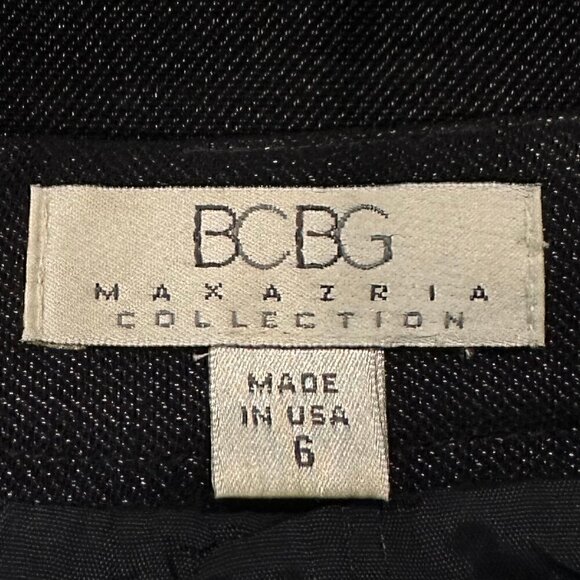 BCBG
MAXAZRIA
COLLECTION
MADE
IN USA
6